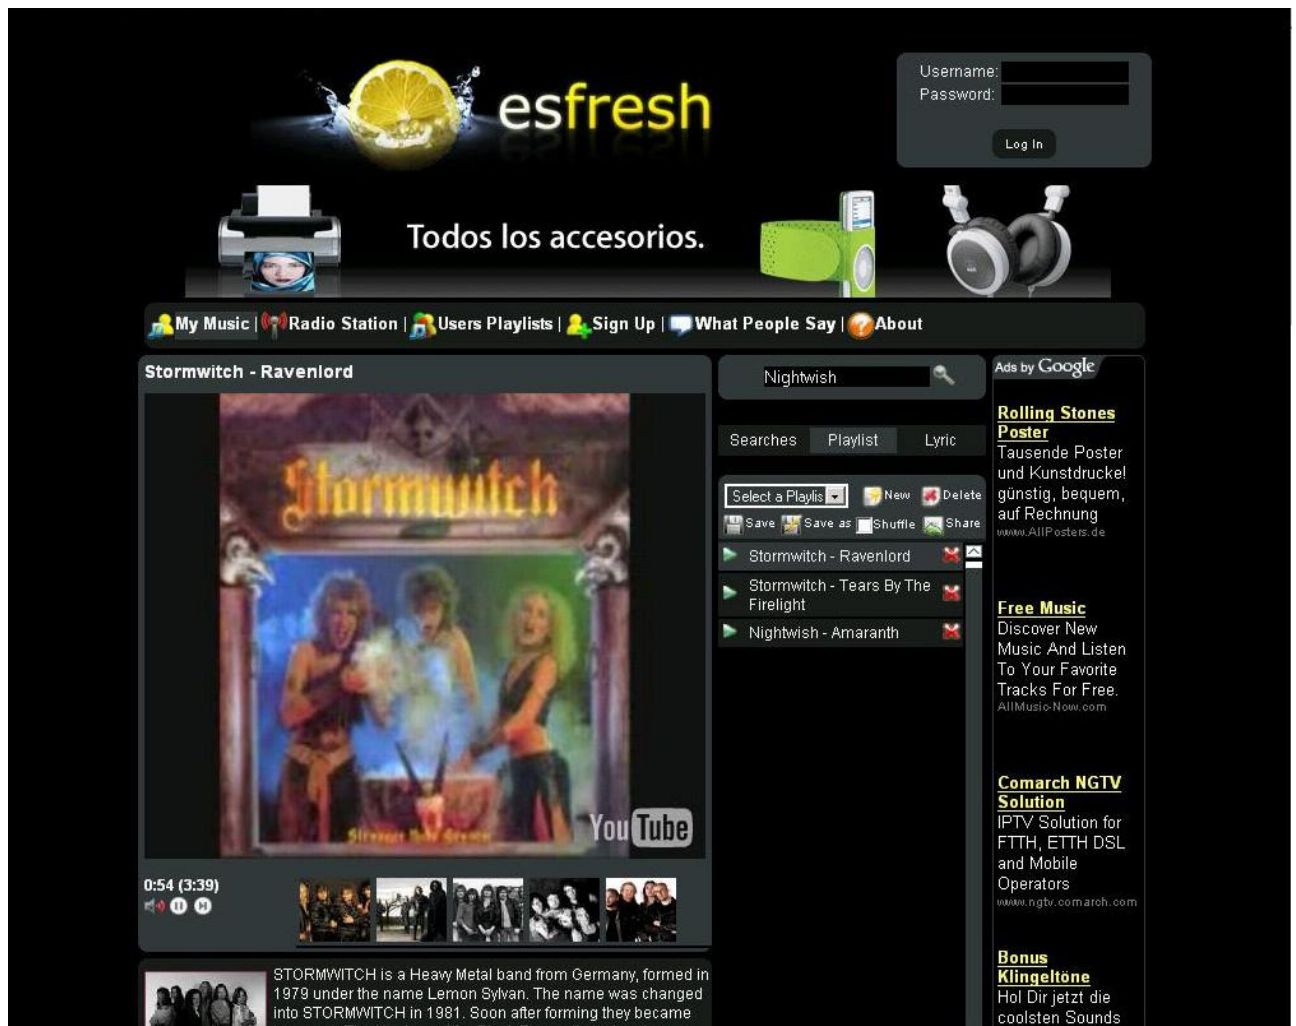 esfresh
Username:
Password:
Log In
Todos los accesorios.
My Music | Radio Station | Users Playlists | Sign Up | What People Say | About
Stormwitch - Ravenlord
Stormwitch
YouTube
0:54 (3:39)
STORMWITCH is a Heavy Metal band from Germany, formed in
1979 under the name Lemon Sylvan. The name was changed
into STORMWITCH in 1981. Soon after forming they became
Nightwish
Searches Playlist Lyric
Select a Playlis New Delete
Save Save as Shuffle Share
Stormwitch - Ravenlord
Stormwitch - Tears By The
Firelight
Nightwish - Amaranth
Ads by Google
Rolling Stones
Poster
Tausende Poster
und Kunstdrucke!
günstig, bequem,
auf Rechnung
www.AllPosters.de
Free Music
Discover New
Music And Listen
To Your Favorite
Tracks For Free.
AllMusic-Now.com
Comarch NGTV
Solution
IPTV Solution for
FTTH, ETTH DSL
and Mobile
Operators
www.ngtv.comarch.com
Bonus
Klingeltöne
Hol Dir jetzt die
coolsten Sounds